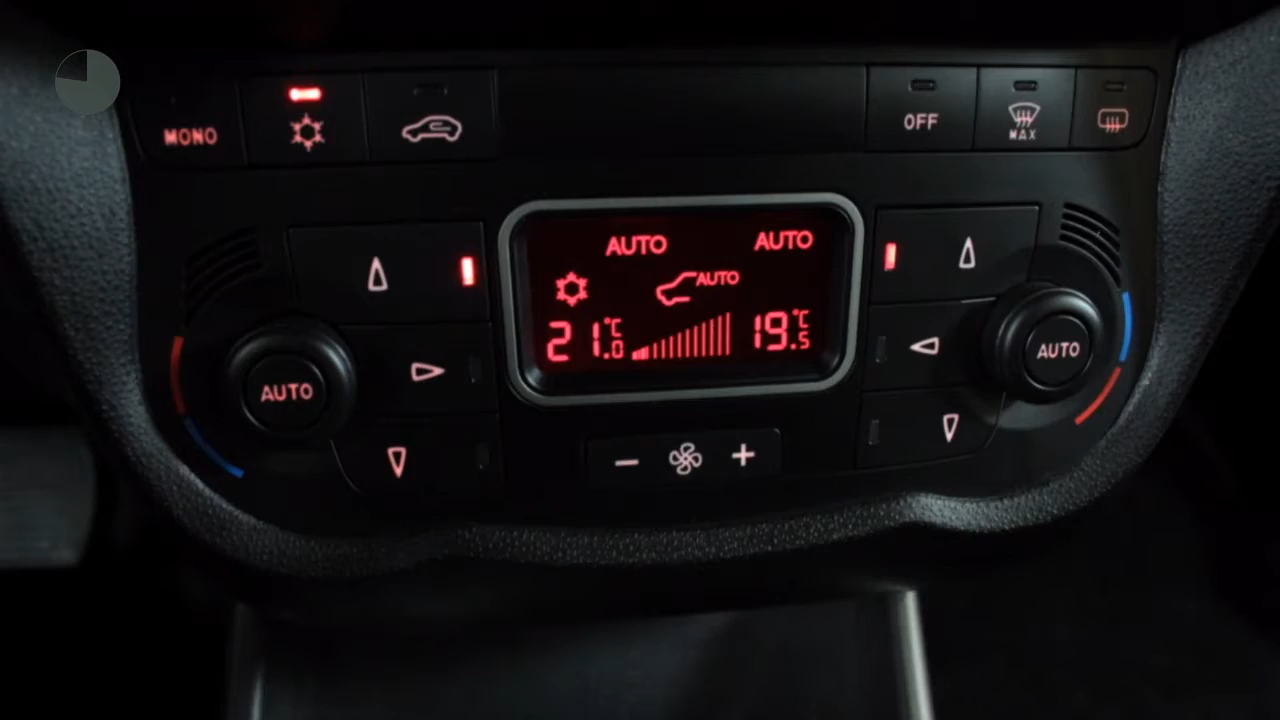 MONO
OFF
MAX
AUTO AUTO
AUTO
21.0 °C 19.5 °C
AUTO
AUTO
− +